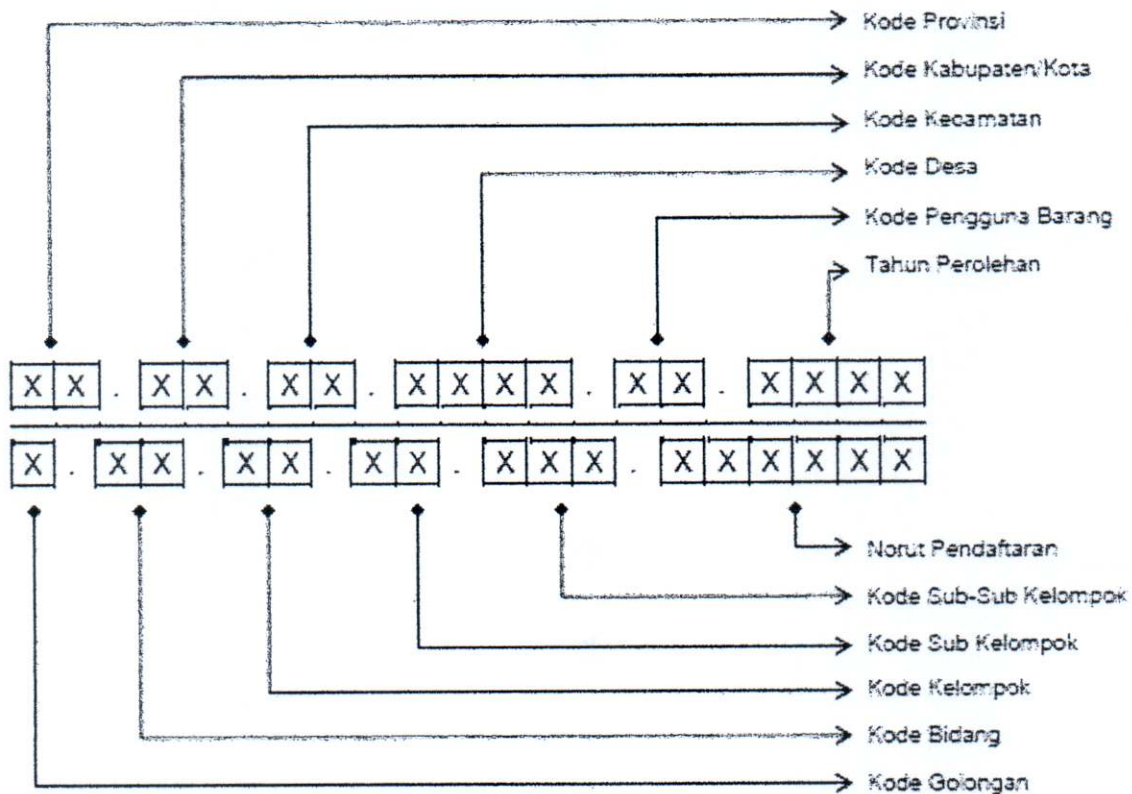 Kode Provinsi
Kode Kabupaten/Kota
Kode Kecamatan
Kode Desa
Kode Pengguna Barang
Tahun Perolehan
X X . X X . X X . X X X X . X X . X X X X
X . X X . X X . X X . X X X . X X X X X X
Norut Pendaftaran
Kode Sub-Sub Kelompok
Kode Sub Kelompok
Kode Kelompok
Kode Bidang
Kode Golongan